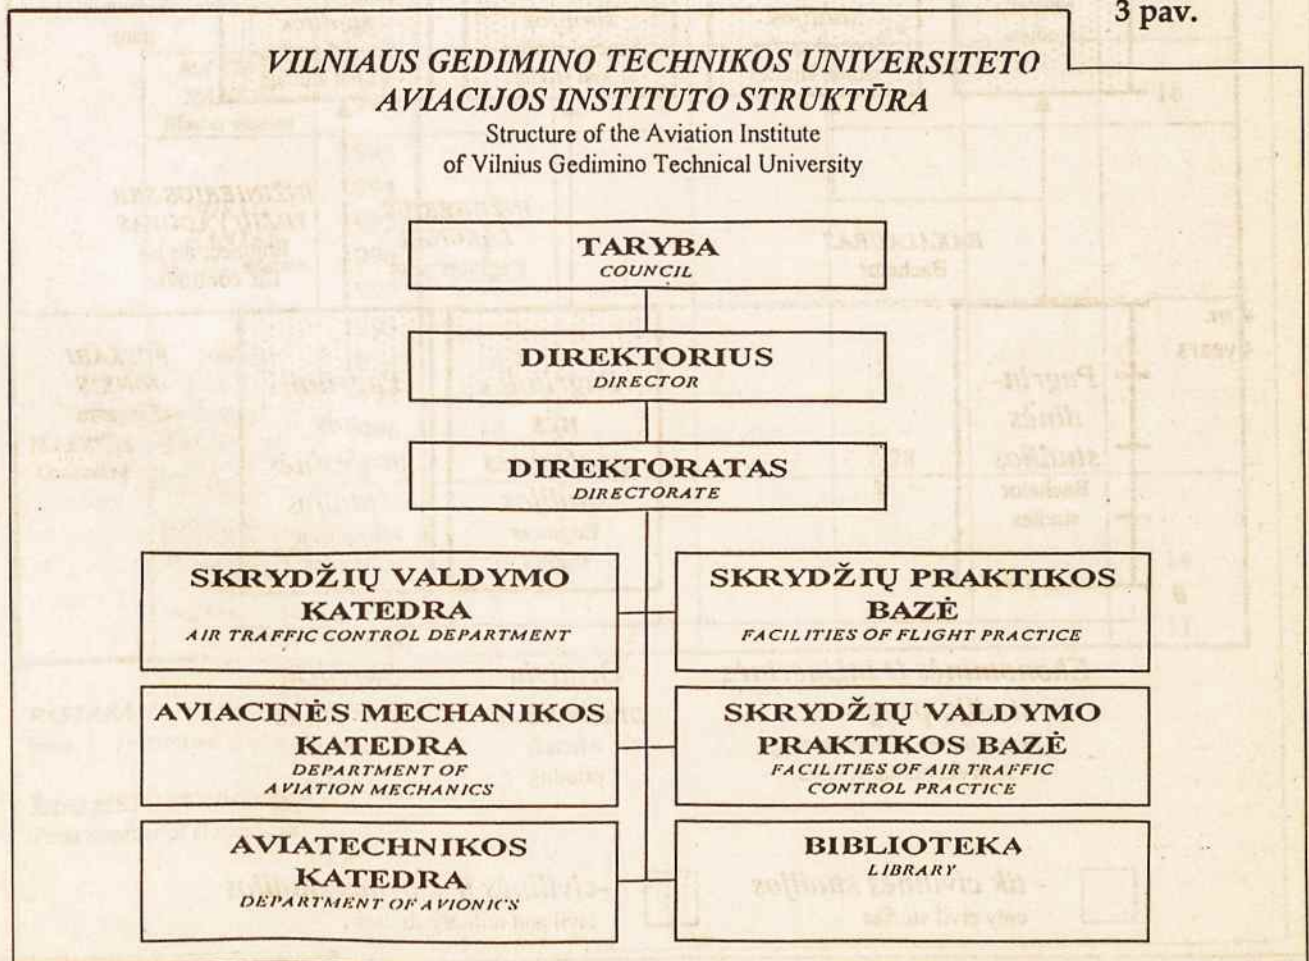 3 pav.
VILNIAUS GEDIMINO TECHNIKOS UNIVERSITETO
AVIACIJOS INSTITUTO STRUKTŪRA
Structure of the Aviation Institute
of Vilnius Gedimino Technical University
TARYBA
COUNCIL
DIREKTORIUS
DIRECTOR
DIREKTORATAS
DIRECTORATE
SKRYDŽIŲ VALDYMO
KATEDRA
AIR TRAFFIC CONTROL DEPARTMENT
SKRYDŽIŲ PRAKTIKOS
BAZĖ
FACILITIES OF FLIGHT PRACTICE
AVIACINĖS MECHANIKOS
KATEDRA
DEPARTMENT OF
AVIATION MECHANICS
SKRYDŽIŲ VALDYMO
PRAKTIKOS BAZĖ
FACILITIES OF AIR TRAFFIC
CONTROL PRACTICE
AVIATECHNIKOS
KATEDRA
DEPARTMENT OF AVIONICS
BIBLIOTEKA
LIBRARY